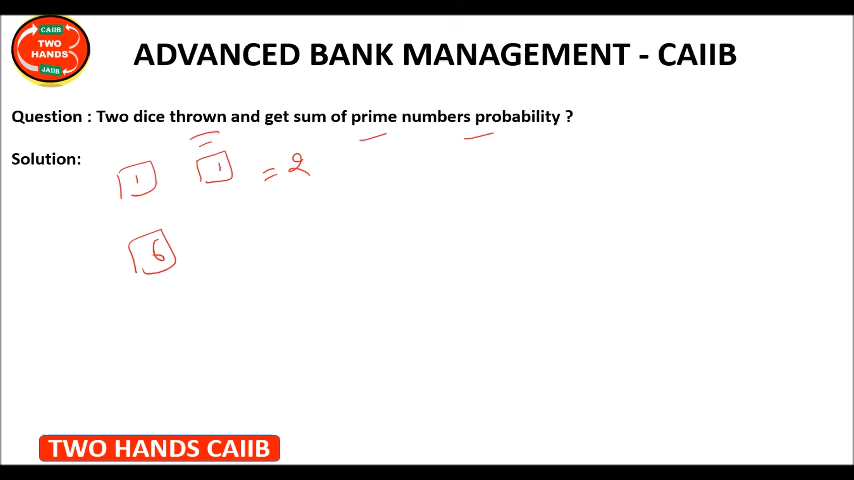 CAIIB
TWO
HANDS
JAIIB
ADVANCED BANK MANAGEMENT - CAIIB
Question : Two dice thrown and get sum of prime numbers probability ?
Solution:
1 1 = 2
6
TWO HANDS CAIIB